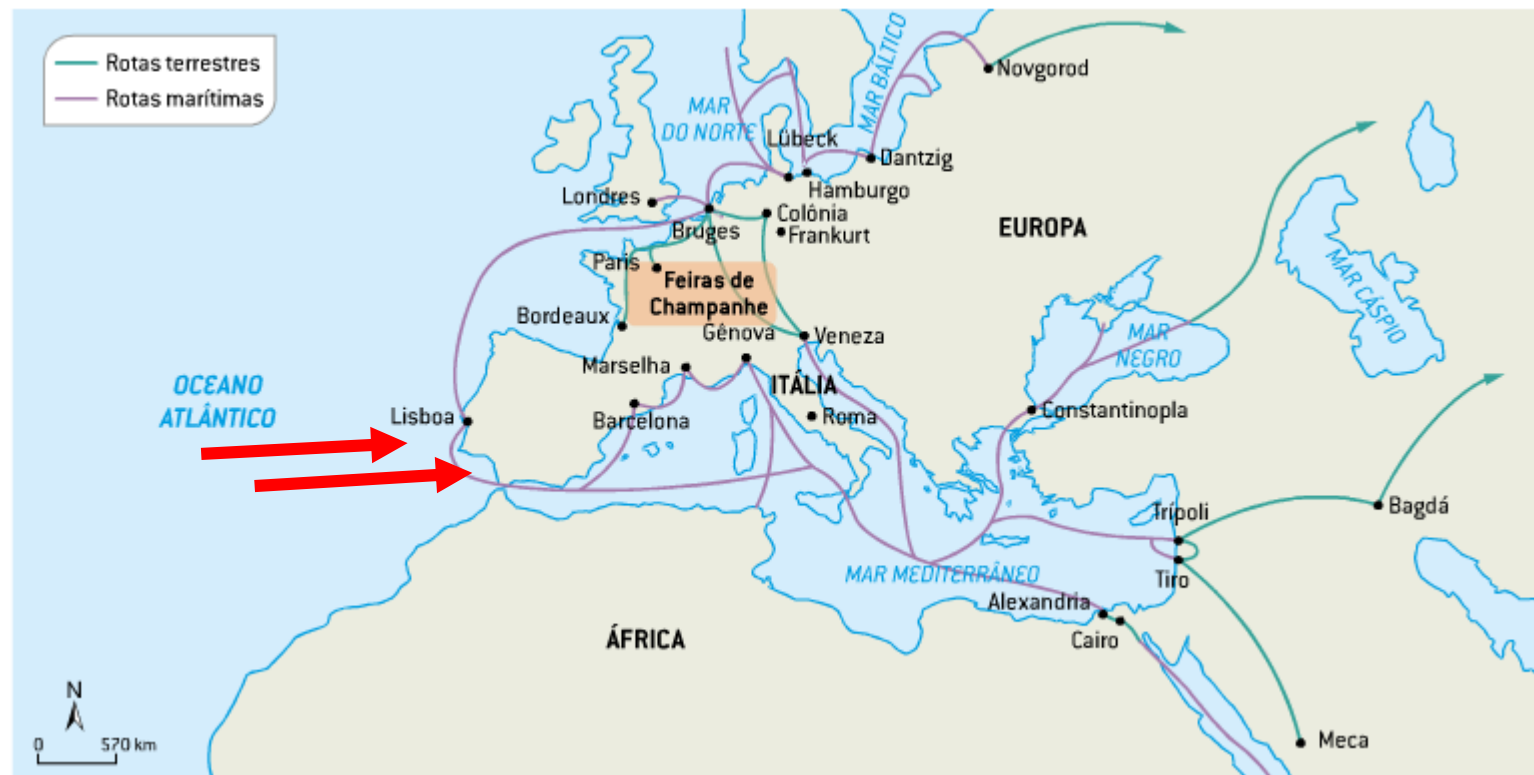 Rotas terrestres
Rotas marítimas
MAR
DO NORTE
MAR BÁLTICO
Novgorod
Lübeck
Dantzig
Hamburgo
Londres
Bruges
Colônia
Frankurt
EUROPA
Paris
Feiras de
Champanhe
Bordeaux
Gênova
Veneza
MAR
NEGRO
MAR CÁSPIO
Marselha
ITÁLIA
OCEANO
ATLÂNTICO
Lisboa
Barcelona
Roma
Constantinopla
Trípoli
Bagdá
Tiro
MAR MEDITERRÂNEO
Alexandria
Cairo
ÁFRICA
Meca
N
0 570 km